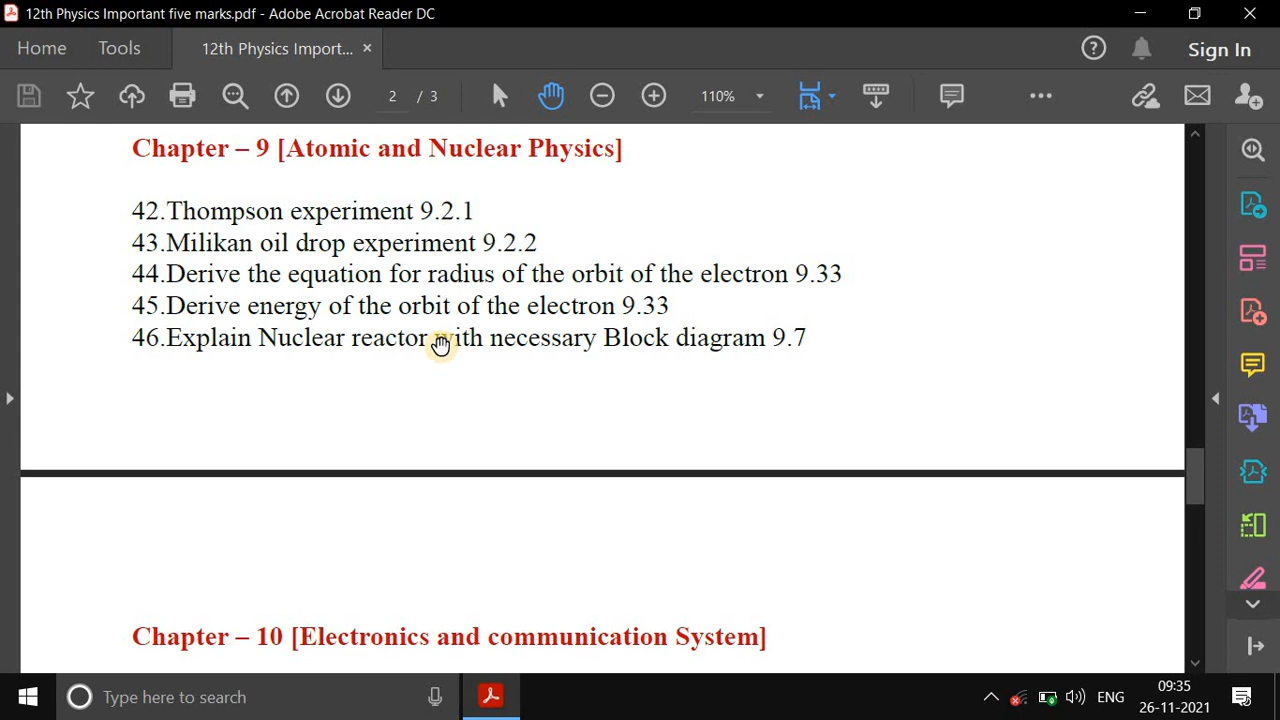 12th Physics Important five marks.pdf - Adobe Acrobat Reader DC
Home Tools 12th Physics Import... × Sign In
2 / 3 110%
Chapter – 9 [Atomic and Nuclear Physics]
42.Thompson experiment 9.2.1
43.Milikan oil drop experiment 9.2.2
44.Derive the equation for radius of the orbit of the electron 9.33
45.Derive energy of the orbit of the electron 9.33
46.Explain Nuclear reactor with necessary Block diagram 9.7
Chapter – 10 [Electronics and communication System]
Type here to search
ENG
09:35
26-11-2021